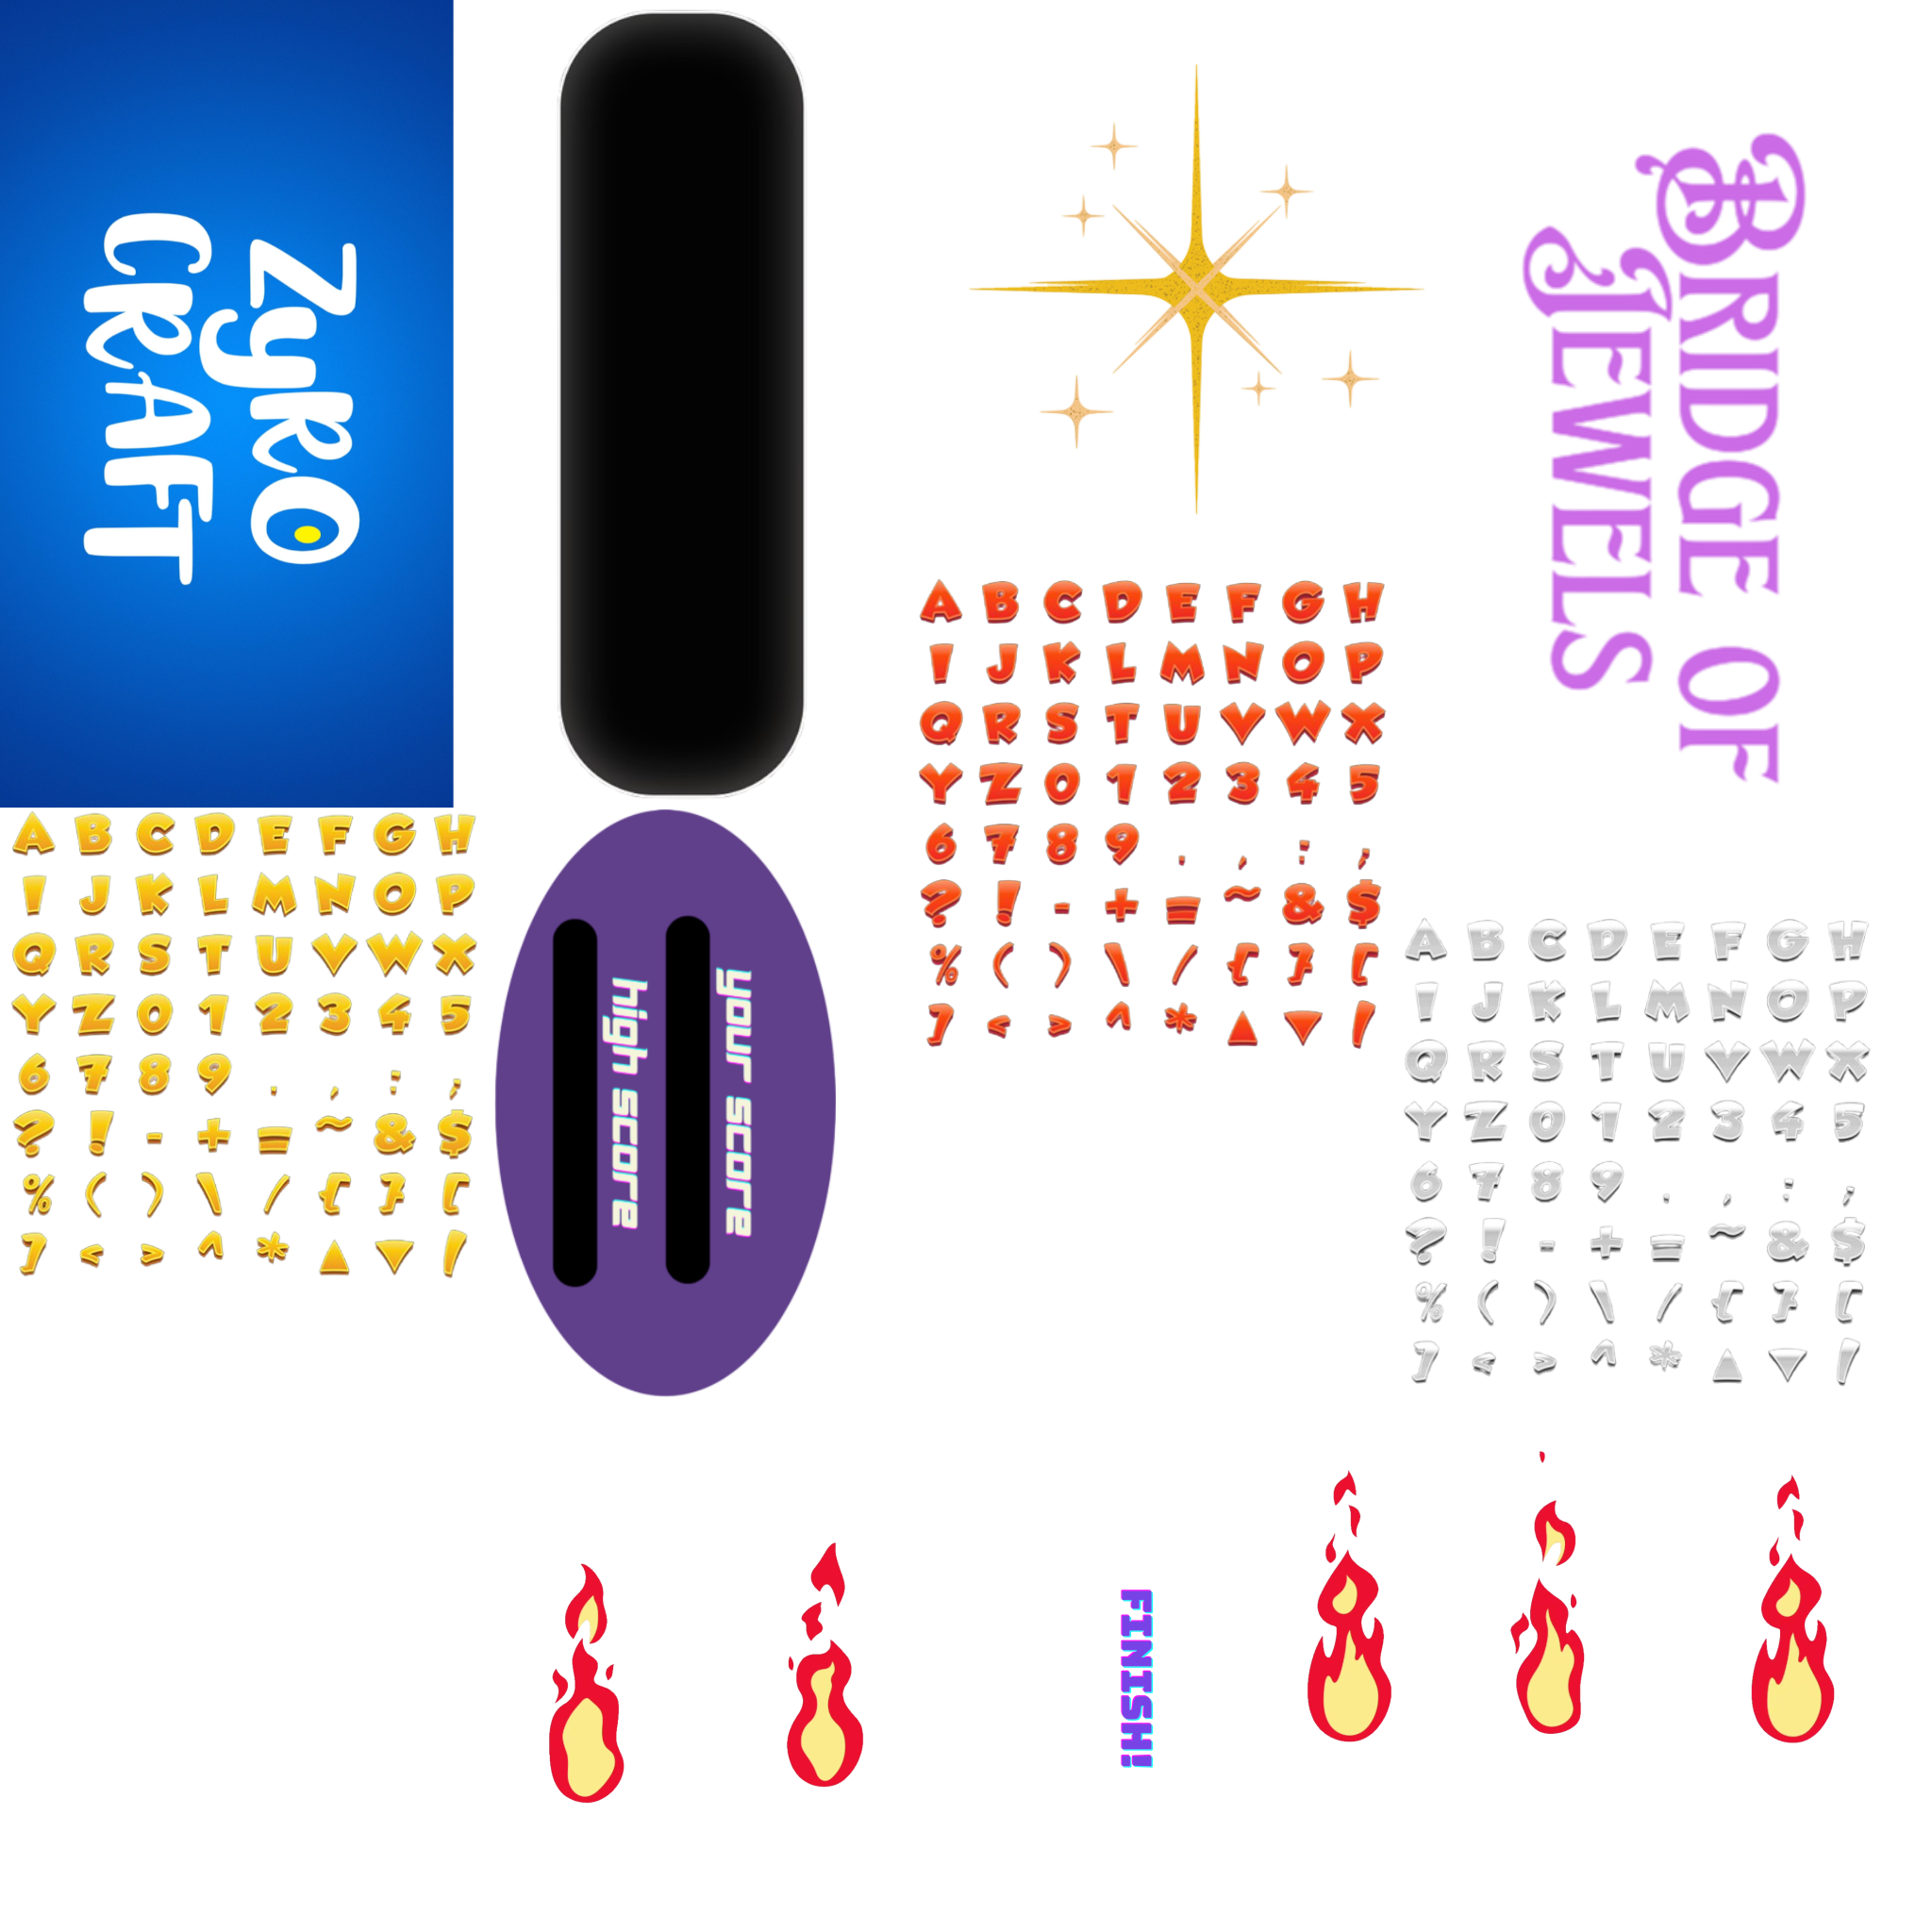 Zyko
CRAFT
BRIDGE OF
JEWELS
A B C D E F G H
I J K L M N O P
Q R S T U V W X
Y Z 0 1 2 3 4 5
6 7 8 9 . , : ;
? ! - + = ~ & $
% ( ) \ / { } [
] < > ^ * ▲ ▼ |
A B C D E F G H
I J K L M N O P
Q R S T U V W X
Y Z 0 1 2 3 4 5
6 7 8 9 . , : ;
? ! - + = ~ & $
% ( ) \ / { } [
] < > ^ * ▲ ▼ |
your score
high score
A B C D E F G H
I J K L M N O P
Q R S T U V W X
Y Z 0 1 2 3 4 5
6 7 8 9 . , : ;
? ! - + = ~ & $
% ( ) \ / { } [
] < > ^ * ▲ ▼ |
FINISH!